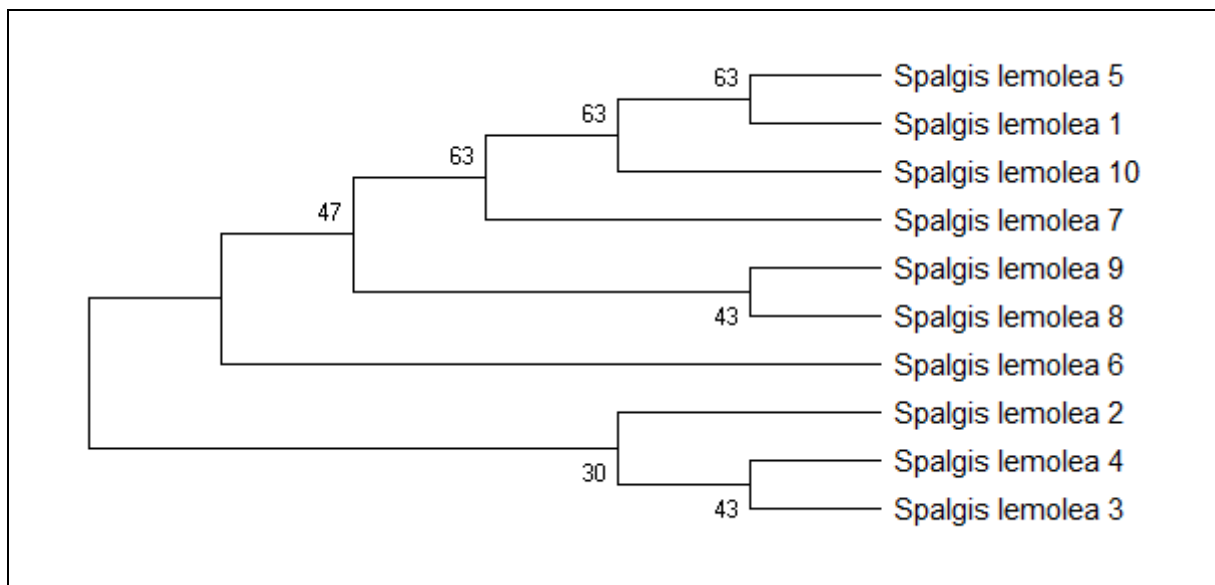 63
Spalgis lemolea 5
63
Spalgis lemolea 1
63
Spalgis lemolea 10
47
Spalgis lemolea 7
Spalgis lemolea 9
43
Spalgis lemolea 8
Spalgis lemolea 6
Spalgis lemolea 2
30
Spalgis lemolea 4
43
Spalgis lemolea 3